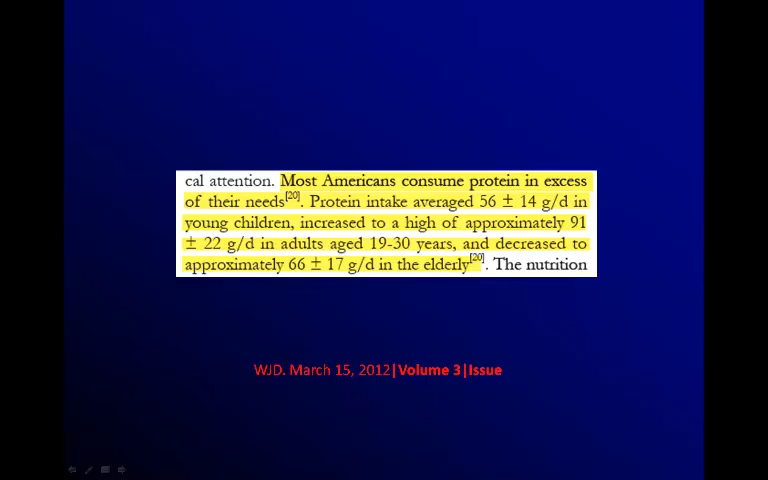 cal attention. Most Americans consume protein in excess
of their needs[20]. Protein intake averaged 56 ± 14 g/d in
young children, increased to a high of approximately 91
± 22 g/d in adults aged 19-30 years, and decreased to
approximately 66 ± 17 g/d in the elderly[20]. The nutrition
WJD. March 15, 2012|Volume 3|Issue